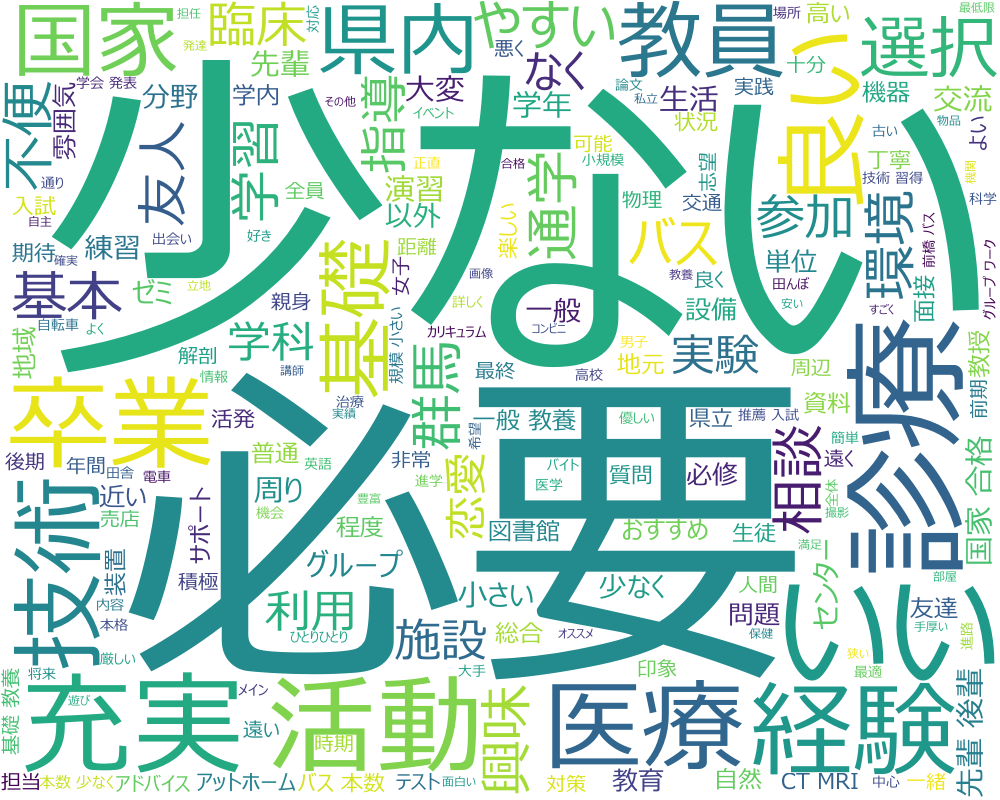 国家
臨床
担任
対応
発達
県内
やすい
悪く
場所
教員
高い
選択
最低限
不便
学会 発表
先輩
分野
学内
大変
その他
なく
論文
私立
イベント
実践
十分
機器
交流
物品
雰囲気
少ない
友人
学習
指導
学年
生活
状況
良い
古い
よい
通り
入試
自主
全員
演習
正直
以外
合格
可能
小規模
志望
丁寧
技術 習得
機関
期待
確実
練習
出会い
好き
距離
楽しい
通学
物理
交通
参加
環境
科学
前橋 バス
基本
ゼミ
立地
親身
基礎
女子
画像
一般
バス
教養
良く
単位
田んぼ
面接
安い
すごく
グループ ワーク
地域
自転車
よく
学科
規模 小さい
カリキュラム
詳しく
コンビニ
設備
解剖
情報
講師
群馬
最終
男子
地元
実験
周辺
前期
教授
卒業
活発
治療
実績
高校
一般 教養
優しい
県立
推薦 入試
資料
診療
後期
年間
田舎
電車
普通
英語
非常
希望
恋愛
進学
バイト
医学
質問
必修
相談
簡単
遠く
国家 合格
技術
近い
売店
サポート
周り
機会
豊富
程度
図書館
おすすめ
生徒
全体
撮影
必要
装置
積極
グループ
小さい
少なく
人間
満足
センター
いい
部屋
内容
本格
利用
ひとりひとり
施設
総合
オススメ
問題
保健
友達
手厚い
進路
厳しい
将来
大手
印象
狭い
最適
基礎 教養
充実
遊び
メイン
遠い
活動
時期
興味
医療
経験
先輩 後輩
担当
本数 少なく
アドバイス
アットホーム
バス 本数
テスト
面白い
対策
教育
自然
CT MRI
中心
一緒